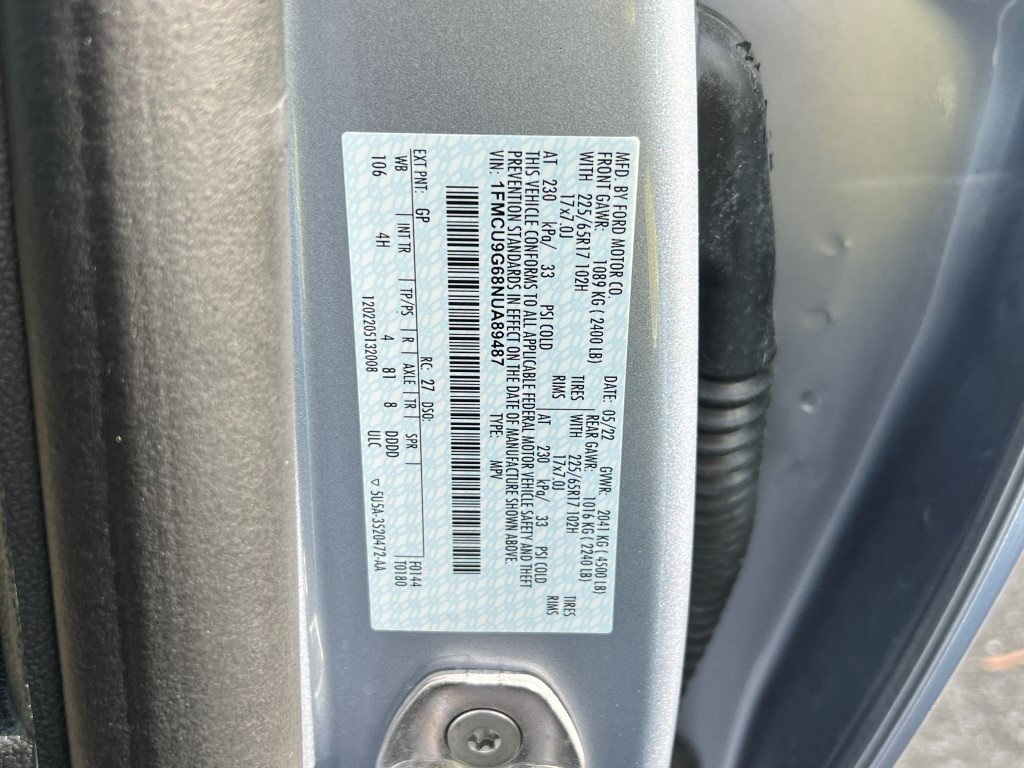 MFD. BY FORD MOTOR CO.
DATE: 05/22 GVWR: 2041 KG ( 4500 LB)
FRONT GAWR: 1089 KG ( 2400 LB) REAR GAWR: 1016 KG ( 2240 LB)
WITH 225/65R17 102H TIRES WITH 225/65R17 102H TIRES
17x7.0J RIMS 17x7.0J RIMS
AT 230 kPa/ 33 PSI COLD AT 230 kPa/ 33 PSI COLD
THIS VEHICLE CONFORMS TO ALL APPLICABLE FEDERAL MOTOR VEHICLE SAFETY AND THEFT
PREVENTION STANDARDS IN EFFECT ON THE DATE OF MANUFACTURE SHOWN ABOVE.
VIN: 1FMCU9G68NUA89487 TYPE: MPV
EXT PNT: GP RC: 27 DSO: F0144
WB INT TR TP/PS R AXLE TR SPR T0180
106 4H 4 81 8 DDDD
ULC 5U5A-3520472-AA
120220513 2008